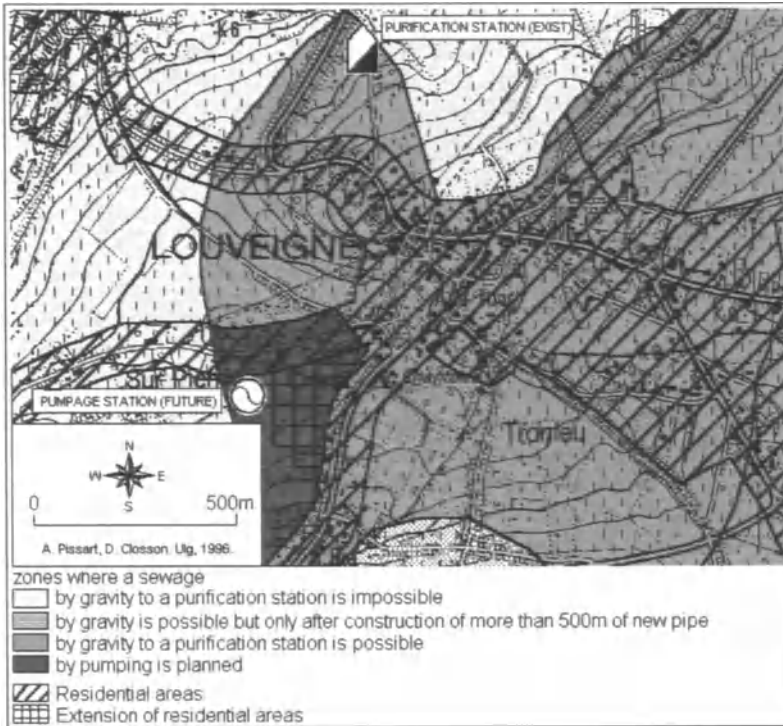 PURIFICATION STATION (EXIST)
LOUVEIGNE
Sur
PUMPAGE STATION (FUTURE)
N
W E
S
0 500m
A. Pissart, D. Closson. Ulg, 1996.
zones where a sewage
by gravity to a purification station is impossible
by gravity is possible but only after construction of more than 500m of new pipe
by gravity to a purification station is possible
by pumping is planned
Residential areas
Extension of residential areas